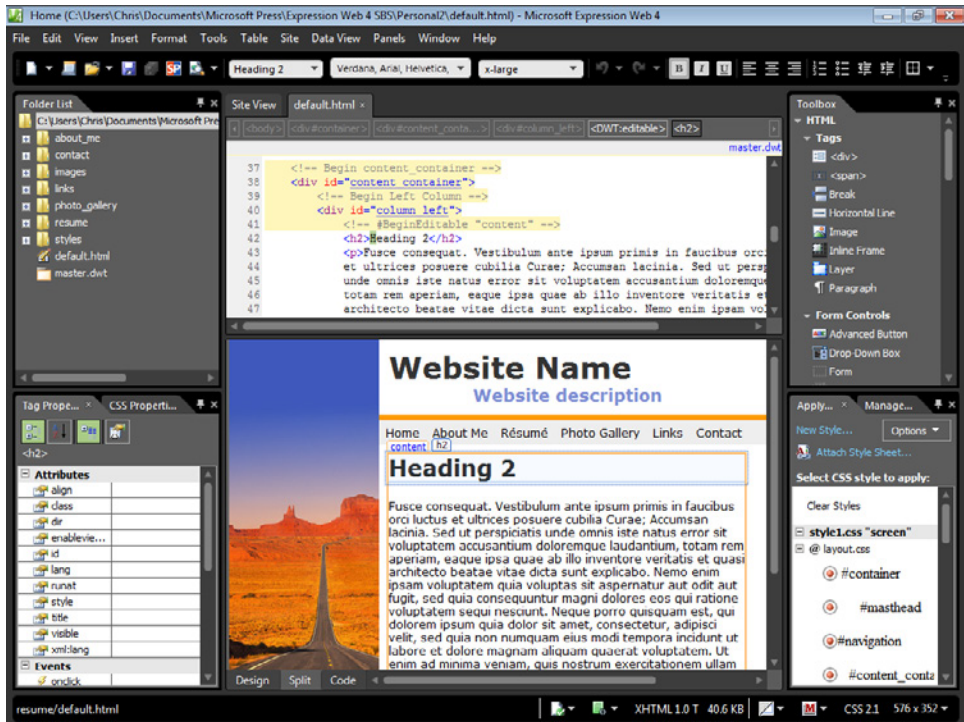 Home (C:\Users\Chris\Documents\Microsoft Press\Expression Web 4 SBS\Personal2\default.html) - Microsoft Expression Web 4
File Edit View Insert Format Tools Table Site Data View Panels Window Help
Heading 2 Verdana, Arial, Helvetica, x-large B I U
Folder List
C:\Users\Chris\Documents\Microsoft Pre
about_me
contact
images
links
photo_gallery
resume
styles
default.html
master.dwt
Site View default.html
<body> <div#container> <div#content_conta...> <div#column_left> <DWT:editable> <h2>
master.dwt
37 <!-- Begin content_container -->
38 <div id="content_container">
39 <!-- Begin Left Column -->
40 <div id="column_left">
41 <!-- #BeginEditable "content" -->
42 <h2>Heading 2</h2>
43 <p>Fusce consequat. Vestibulum ante ipsum primis in faucibus orci
44 et ultrices posuere cubilia Curae; Accumsan lacinia. Sed ut persp
45 unde omnis iste natus error sit voluptatem accusantium doloremque
46 totam rem aperiam, eaque ipsa quae ab illo inventore veritatis et
47 architecto beatae vitae dicta sunt explicabo. Nemo enim ipsam vol
Website Name
Website description
Home About Me Résumé Photo Gallery Links Contact
content h2
Heading 2
Fusce consequat. Vestibulum ante ipsum primis in faucibus
orci luctus et ultrices posuere cubilia Curae; Accumsan
lacinia. Sed ut perspiciatis unde omnis iste natus error sit
voluptatem accusantium doloremque laudantium, totam rem
aperiam, eaque ipsa quae ab illo inventore veritatis et quasi
architecto beatae vitae dicta sunt explicabo. Nemo enim
ipsam voluptatem quia voluptas sit aspernatur aut odit aut
fugit, sed quia consequuntur magni dolores eos qui ratione
voluptatem sequi nesciunt. Neque porro quisquam est, qui
dolorem ipsum quia dolor sit amet, consectetur, adipisci
velit, sed quia non numquam eius modi tempora incidunt ut
labore et dolore magnam aliquam quaerat voluptatem. Ut
enim ad minima veniam, quis nostrum exercitationem ullam
Design Split Code
Tag Prope... CSS Properti...
<h2>
Attributes
align
class
dir
enablevie...
id
lang
runat
style
title
visible
xml:lang
Events
onclick
Toolbox
HTML
Tags
<div>
<span>
Break
Horizontal Line
Image
Inline Frame
Layer
Paragraph
Form Controls
Advanced Button
Drop-Down Box
Form
Apply... Manage...
New Style... Options
Attach Style Sheet...
Select CSS style to apply:
Clear Styles
style1.css "screen"
@ layout.css
#container
#masthead
#navigation
#content_conta
resume/default.html XHTML 1.0 T 40.6 KB CSS 2.1 576 x 352